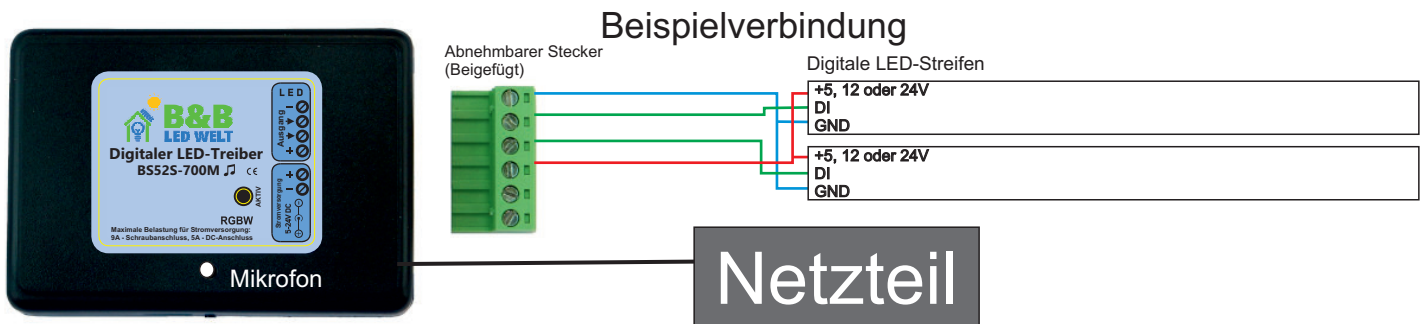 Beispielverbindung
Abnehmbarer Stecker
(Beigefügt)
Digitale LED-Streifen
+5, 12 oder 24V
DI
GND
+5, 12 oder 24V
DI
GND
B&B
LED WELT
Digitaler LED-Treiber
BS52S-700M
CE
AKTIV
RGBW
Maximale Belastung für Stromversorgung:
9A - Schraubanschluss, 5A - DC-Anschluss
LED
Ausgang
-
+
Stromversorgung
5-24V DC
+
-
- +
Mikrofon
Netzteil